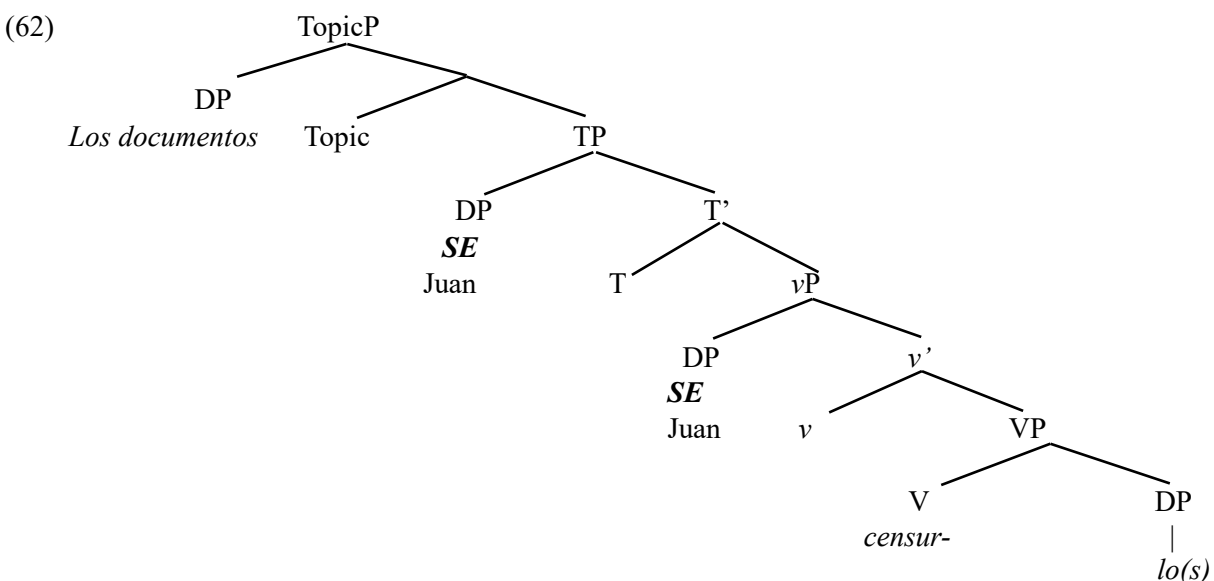 (62) TopicP
DP
Los documentos Topic TP
DP T’
SE
Juan T vP
DP v’
SE
Juan v VP
V DP
censur- |
lo(s)